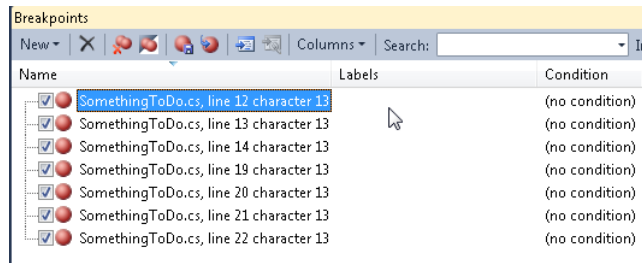 Breakpoints
New Columns Search:
Name Labels Condition
SomethingToDo.cs, line 12 character 13 (no condition)
SomethingToDo.cs, line 13 character 13 (no condition)
SomethingToDo.cs, line 14 character 13 (no condition)
SomethingToDo.cs, line 19 character 13 (no condition)
SomethingToDo.cs, line 20 character 13 (no condition)
SomethingToDo.cs, line 21 character 13 (no condition)
SomethingToDo.cs, line 22 character 13 (no condition)